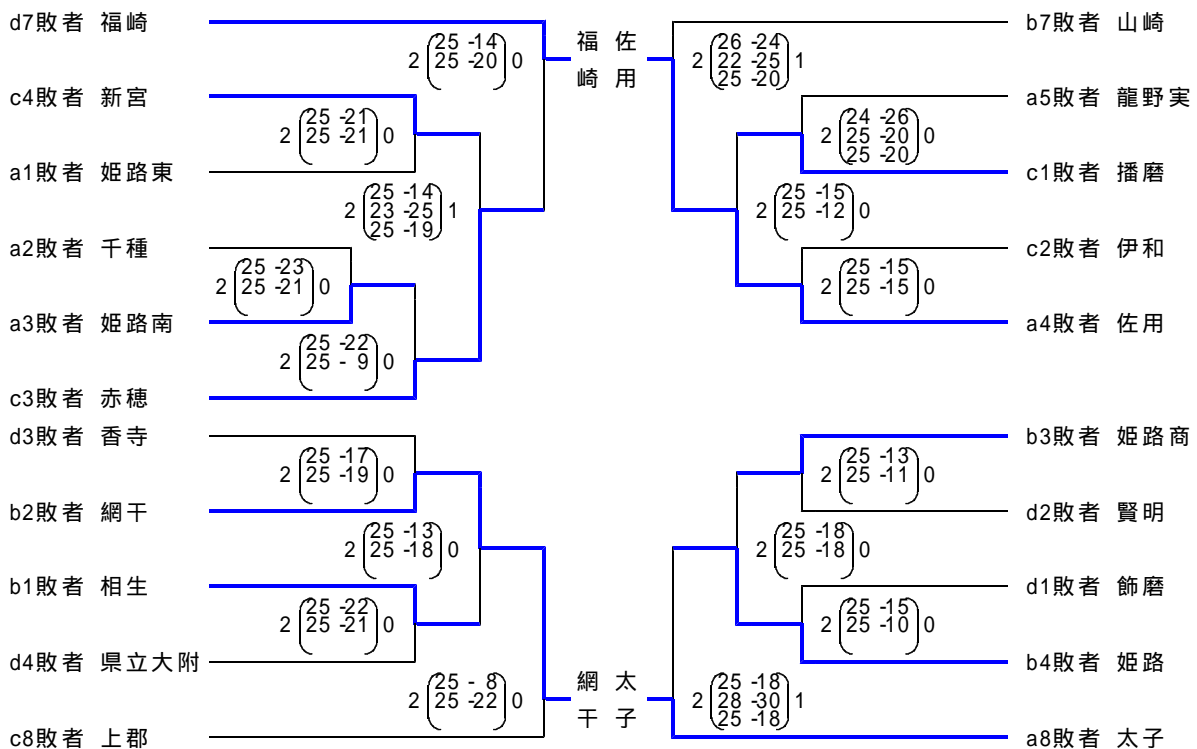 d7敗者 福崎
2 25-14 0
25-20
c4敗者 新宮
2 25-21 0
25-21
a1敗者 姫路東
2 25-14 1
23-25
25-19
a2敗者 千種
2 25-23 0
25-21
a3敗者 姫路南
2 25-22 0
25- 9
c3敗者 赤穂
福崎
佐用
b7敗者 山崎
2 26-24 1
22-25
25-20
a5敗者 龍野実
2 24-26 0
25-20
25-20
c1敗者 播磨
2 25-15 0
25-12
c2敗者 伊和
2 25-15 0
25-15
a4敗者 佐用
d3敗者 香寺
2 25-17 0
25-19
b2敗者 網干
2 25-13 0
25-18
b1敗者 相生
2 25-22 0
25-21
d4敗者 県立大附
2 25- 8 0
25-22
c8敗者 上郡
網干
太子
b3敗者 姫路商
2 25-13 0
25-11
d2敗者 賢明
2 25-18 0
25-18
d1敗者 飾磨
2 25-15 0
25-10
b4敗者 姫路
2 25-18 1
28-30
25-18
a8敗者 太子